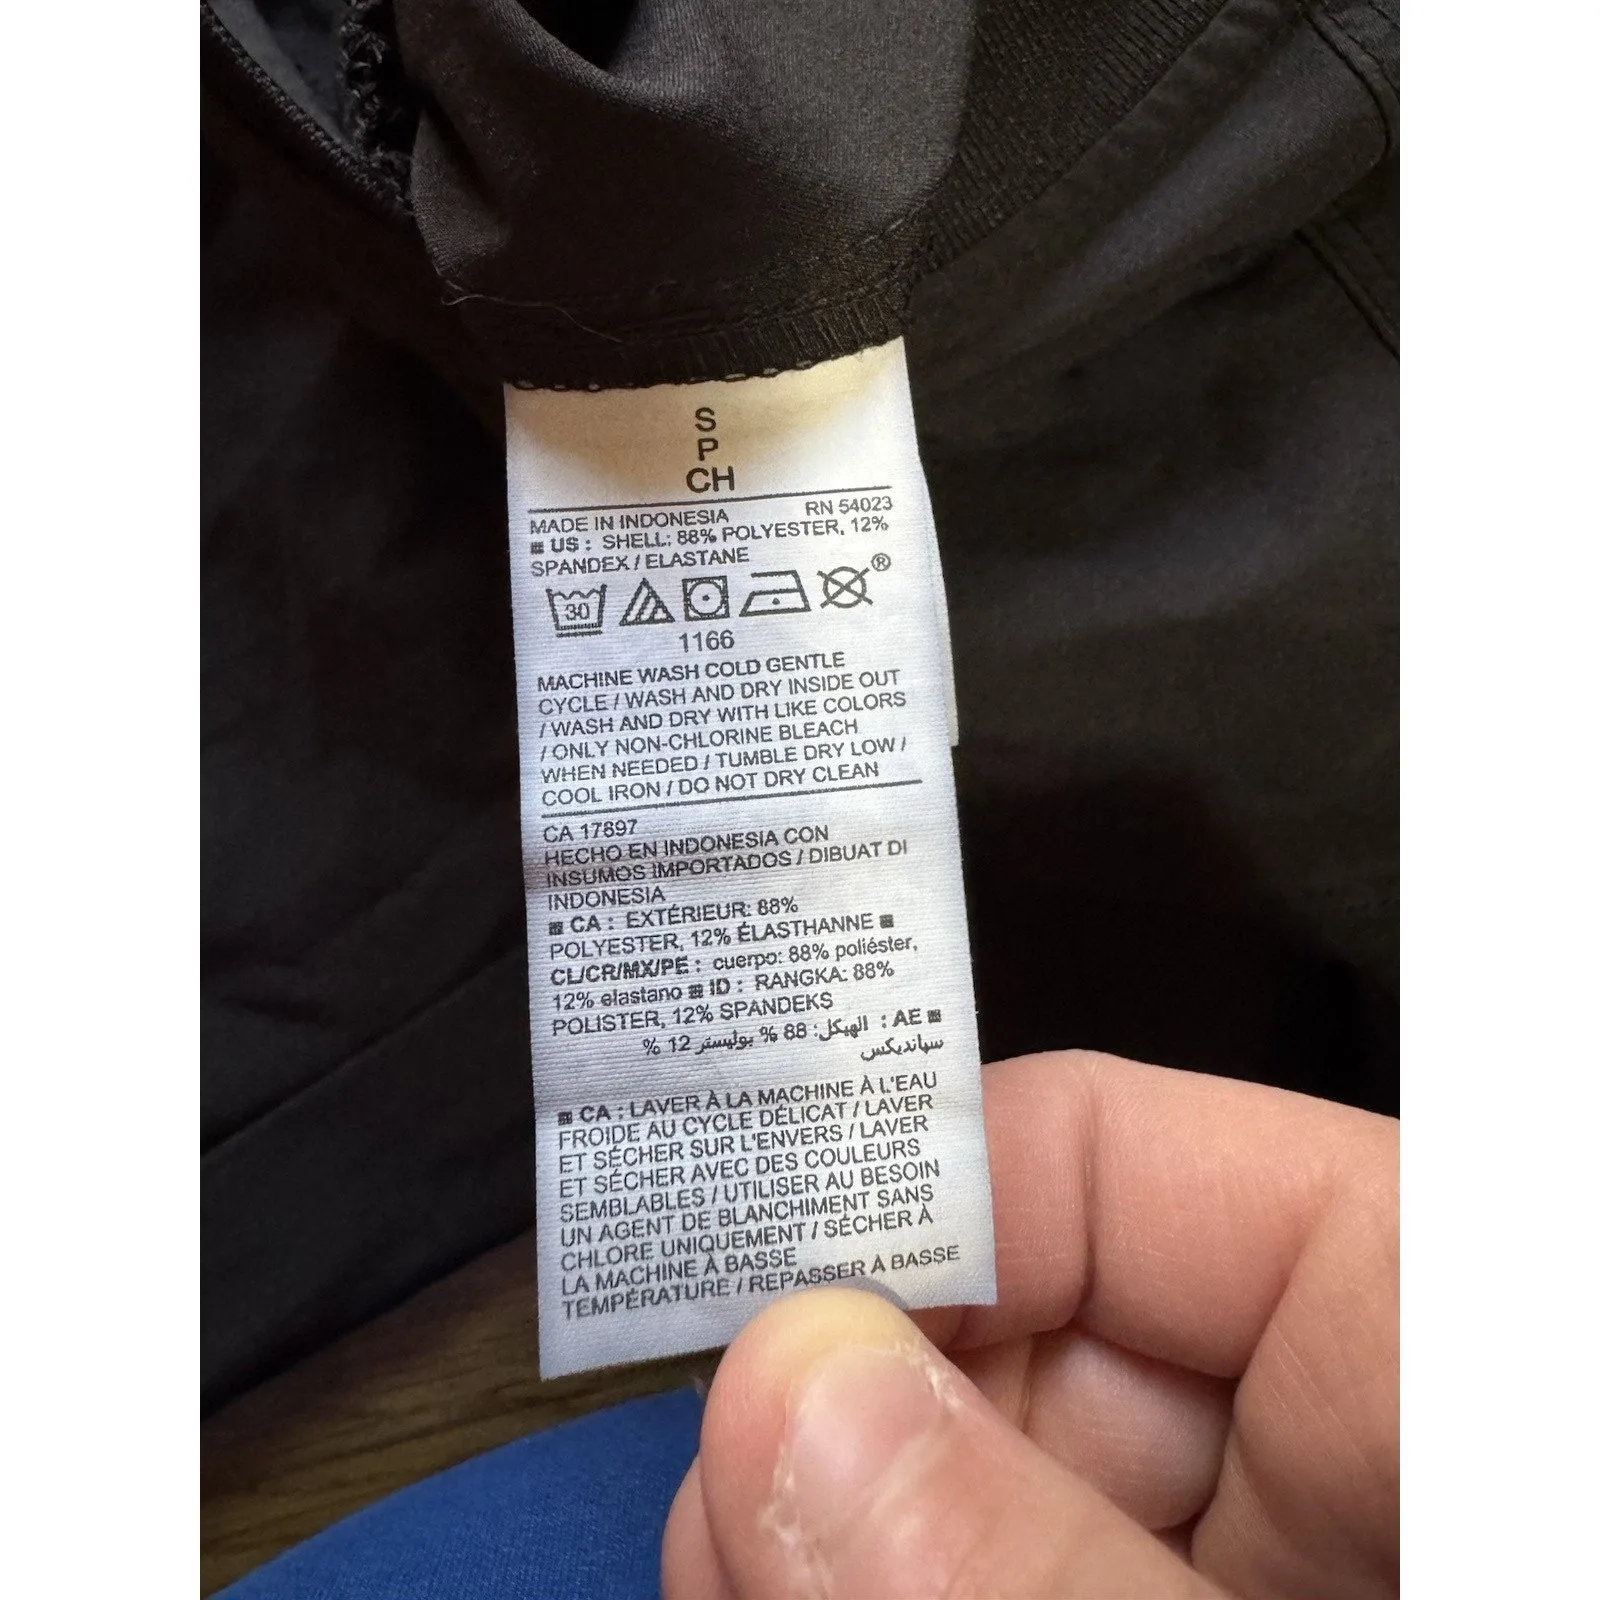 S
P
CH
RN 54023
MADE IN INDONESIA
US : SHELL: 88% POLYESTER, 12%
SPANDEX / ELASTANE
30
®
1166
MACHINE WASH COLD GENTLE
CYCLE / WASH AND DRY INSIDE OUT
/ WASH AND DRY WITH LIKE COLORS
/ ONLY NON-CHLORINE BLEACH
WHEN NEEDED / TUMBLE DRY LOW /
COOL IRON / DO NOT DRY CLEAN
CA 17897
HECHO EN INDONESIA CON
INSUMOS IMPORTADOS / DIBUAT DI
INDONESIA
CA : EXTÉRIEUR: 88%
POLYESTER, 12% ÉLASTHANNE
CL/CR/MX/PE : cuerpo: 88% poliéster,
12% elastano ID : RANGKA: 88%
POLISTER, 12% SPANDEKS
AE : الهيكل: 88 % بوليستر 12 %
سباندیكس
CA : LAVER À LA MACHINE À L'EAU
FROIDE AU CYCLE DÉLICAT / LAVER
ET SÉCHER SUR L'ENVERS / LAVER
ET SÉCHER AVEC DES COULEURS
SEMBLABLES / UTILISER AU BESOIN
UN AGENT DE BLANCHIMENT SANS
CHLORE UNIQUEMENT / SÉCHER À
LA MACHINE À BASSE
TEMPÉRATURE / REPASSER À BASSE